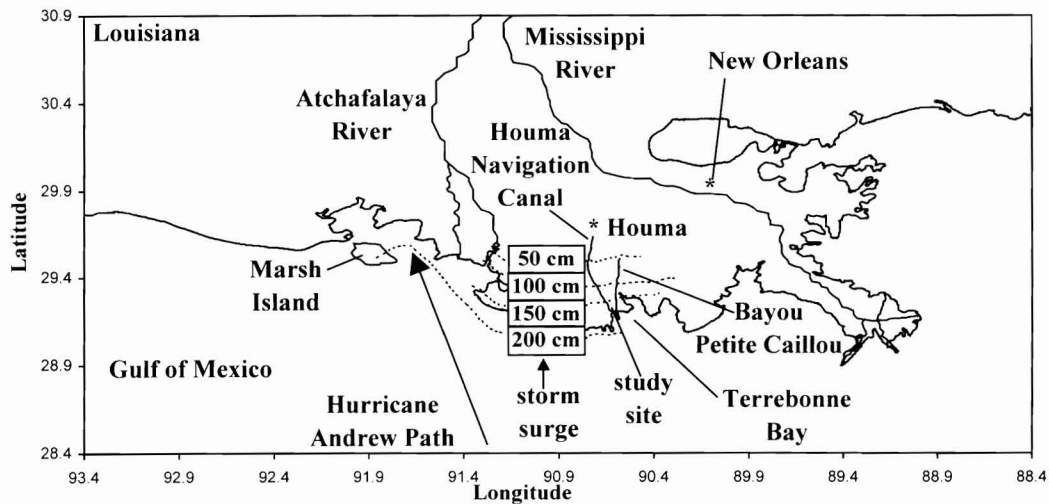 30.9
30.4
29.9
29.4
28.9
28.4
Latitude
Louisiana
Mississippi
River
New Orleans
*
Atchafalaya
River
Houma
Navigation
Canal
* Houma
Marsh
Island
50 cm
100 cm
150 cm
200 cm
Bayou
Petite Caillou
Gulf of Mexico
Hurricane
Andrew Path
storm
surge
study
site
Terrebonne
Bay
93.4 92.9 92.4 91.9 91.4 90.9 90.4 89.9 89.4 88.9 88.4
Longitude